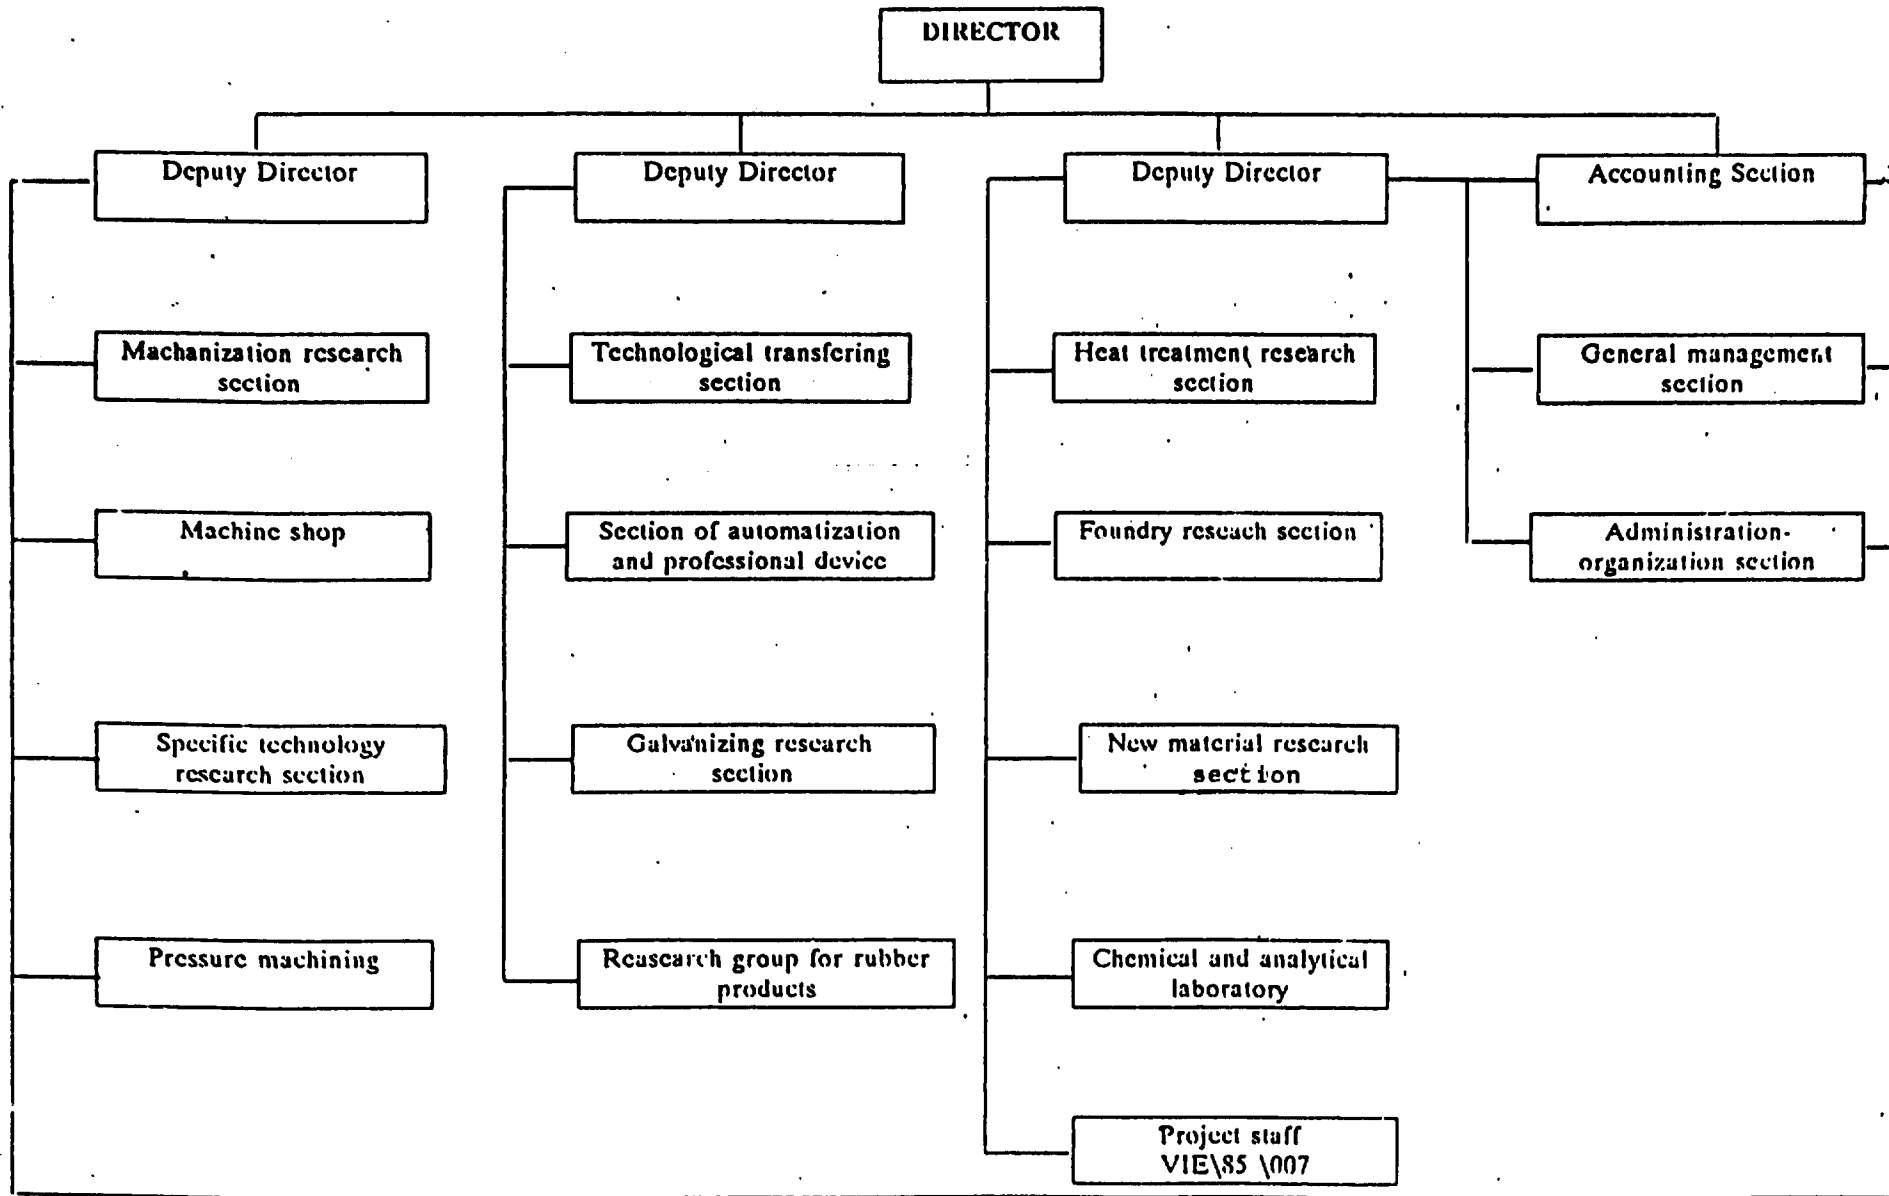 DIRECTOR
Deputy Director
Deputy Director
Deputy Director
Accounting Section
Machanization research
section
Technological transfering
section
Heat treatment research
section
General management
section
Machine shop
Section of automatization
and professional device
Foundry reseach section
Administration-
organization section
Specific technology
research section
Galvanizing research
section
New material research
section
Pressure machining
Reasearch group for rubber
products
Chemical and analytical
laboratory
Project staff
VIE\85 \007